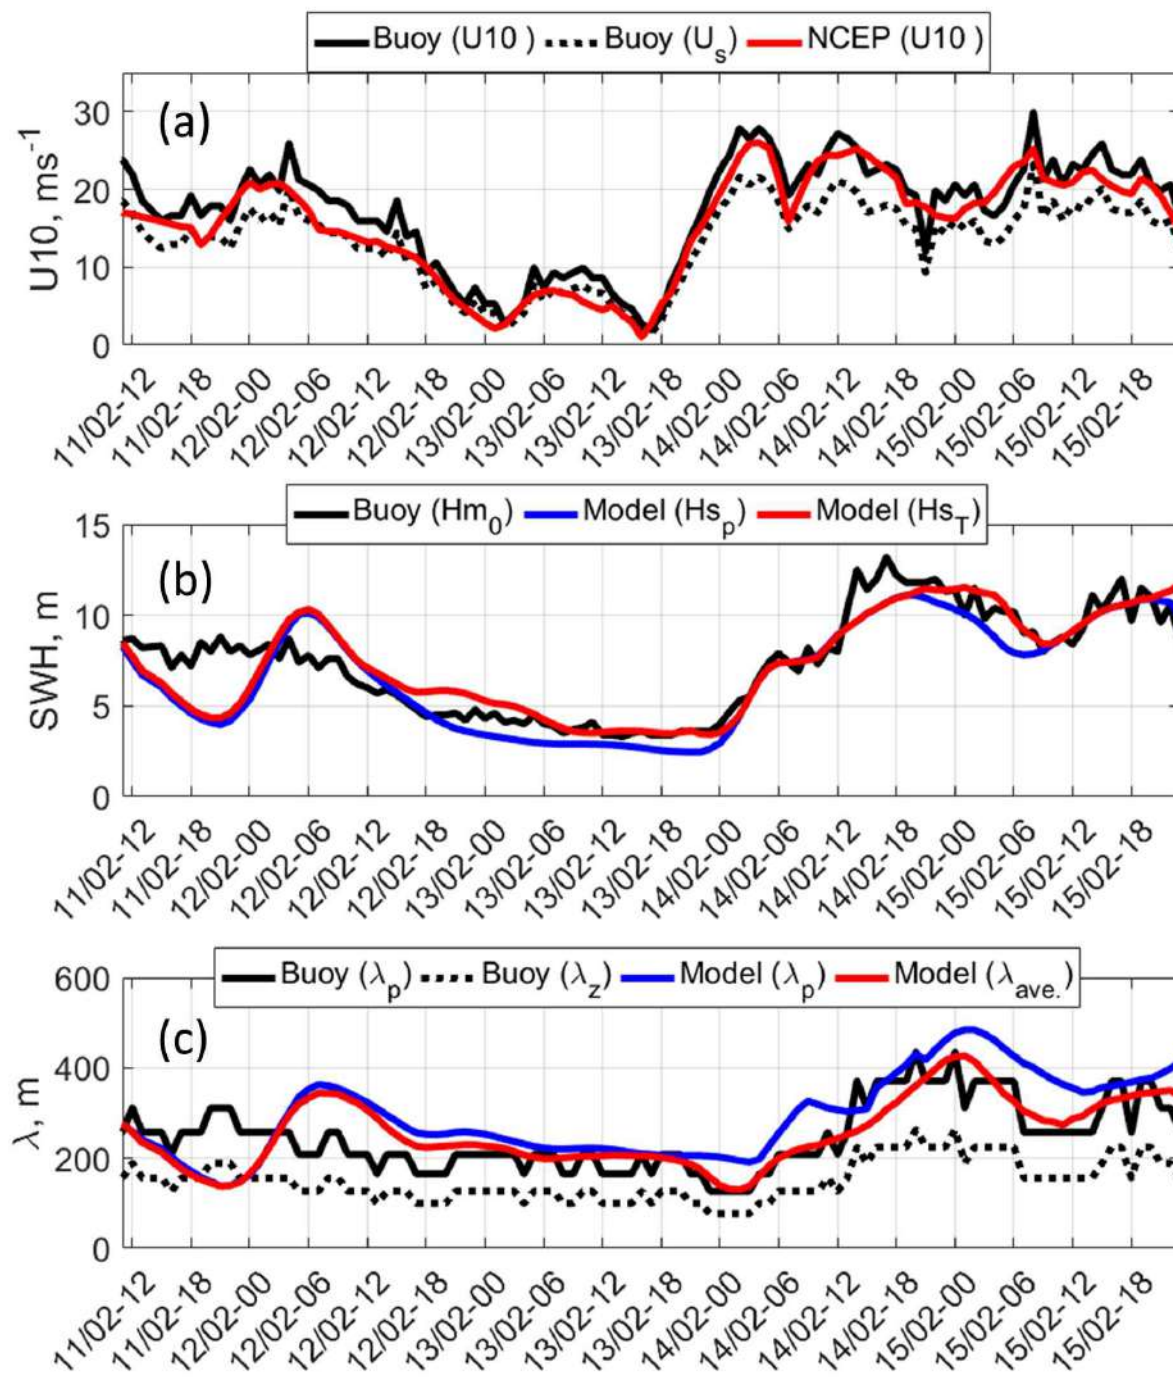 Buoy (U10 ) Buoy (Us) NCEP (U10 )
(a)
U10, ms-1
30
20
10
0
11/02-12 11/02-18 12/02-00 12/02-06 12/02-12 12/02-18 13/02-00 13/02-06 13/02-12 13/02-18 14/02-00 14/02-06 14/02-12 14/02-18 15/02-00 15/02-06 15/02-12 15/02-18
Buoy (Hm0) Model (Hsp) Model (HsT)
(b)
SWH, m
15
10
5
0
11/02-12 11/02-18 12/02-00 12/02-06 12/02-12 12/02-18 13/02-00 13/02-06 13/02-12 13/02-18 14/02-00 14/02-06 14/02-12 14/02-18 15/02-00 15/02-06 15/02-12 15/02-18
Buoy (λp) Buoy (λz) Model (λp) Model (λave.)
(c)
λ, m
600
400
200
0
11/02-12 11/02-18 12/02-00 12/02-06 12/02-12 12/02-18 13/02-00 13/02-06 13/02-12 13/02-18 14/02-00 14/02-06 14/02-12 14/02-18 15/02-00 15/02-06 15/02-12 15/02-18